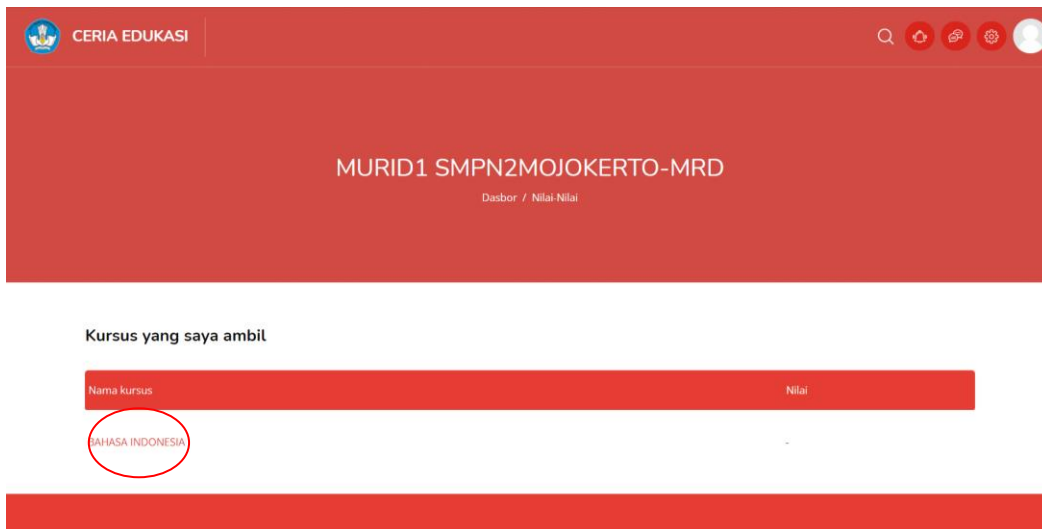 CERIA EDUKASI
MURID1 SMPN2MOJOKERTO-MRD
Dasbor / Nilai-Nilai
Kursus yang saya ambil
Nama kursus Nilai
BAHASA INDONESIA -